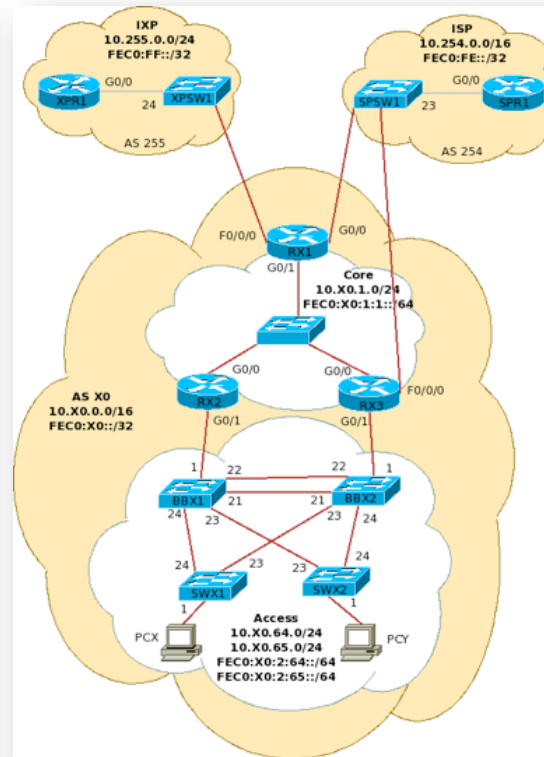 IXP
10.255.0.0/24
FEC0:FF::/32
G0/0
XPR1
24
XPSW1
AS 255
ISP
10.254.0.0/16
FEC0:FE::/32
G0/0
SPSW1
23
SPR1
AS 254
F0/0/0
RX1
G0/0
G0/1
Core
10.X0.1.0/24
FEC0:X0:1:1::/64
G0/0
G0/0
RX2
RX3
F0/0/0
G0/1
G0/1
AS X0
10.X0.0.0/16
FEC0:X0::/32
1
22
22
1
BBX1
21
21
BBX2
24
23
23
24
24
23
23
24
SWX1
SWX2
1
1
PCX
PCY
Access
10.X0.64.0/24
10.X0.65.0/24
FEC0:X0:2:64::/64
FEC0:X0:2:65::/64